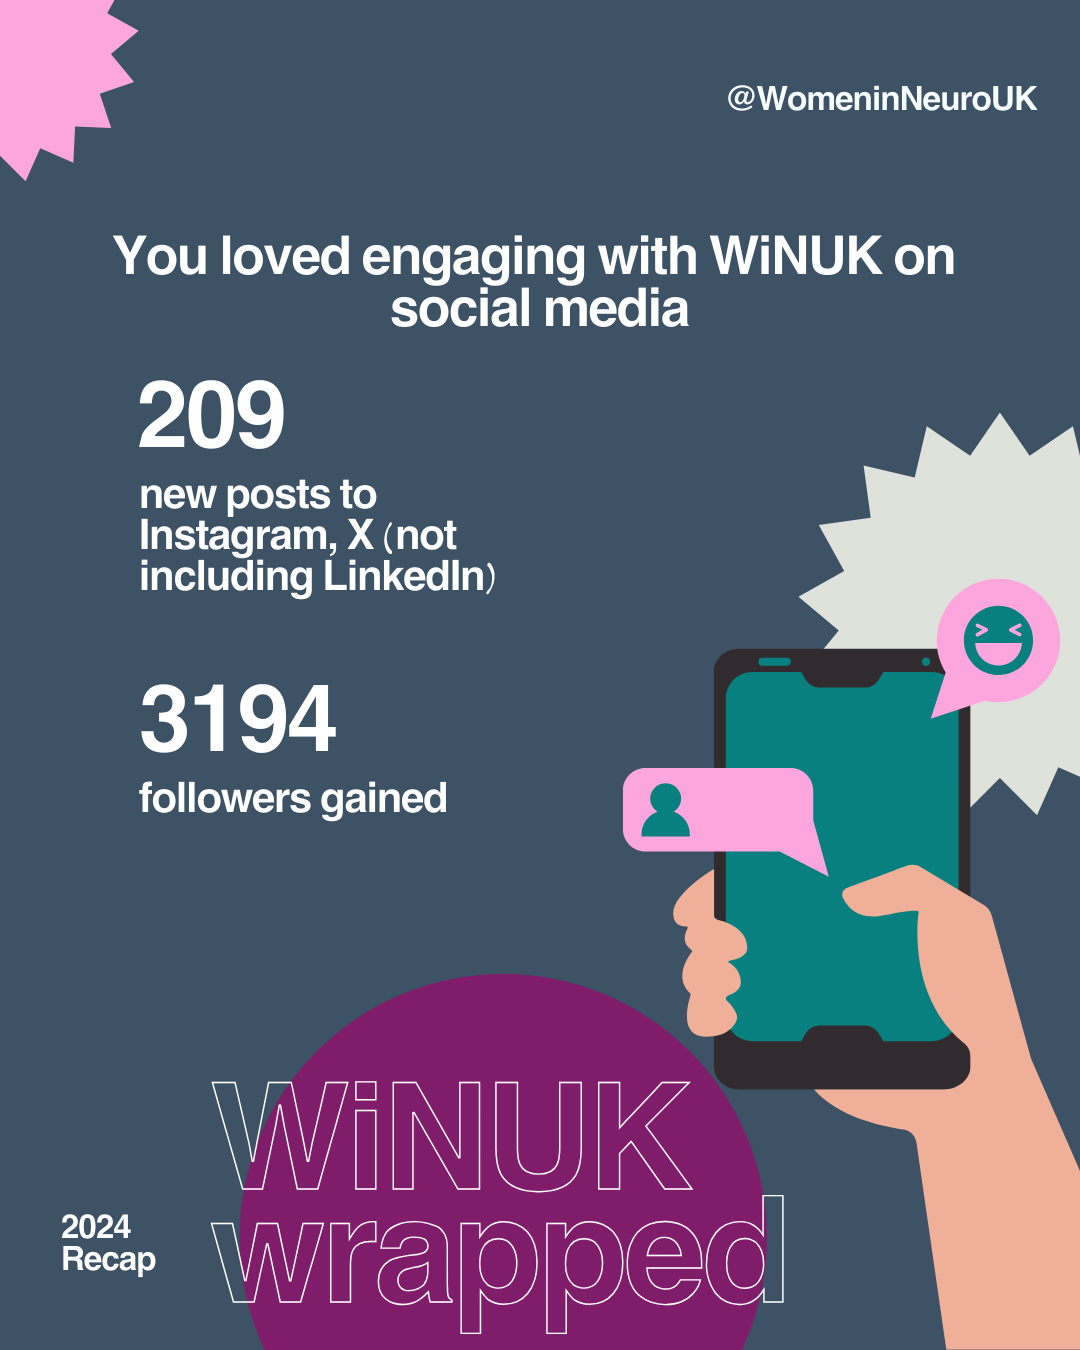 @WomeninNeuroUK
You loved engaging with WiNUK on
social media
209
new posts to
Instagram, X (not
including LinkedIn)
3194
followers gained
WiNUK
wrapped
2024
Recap